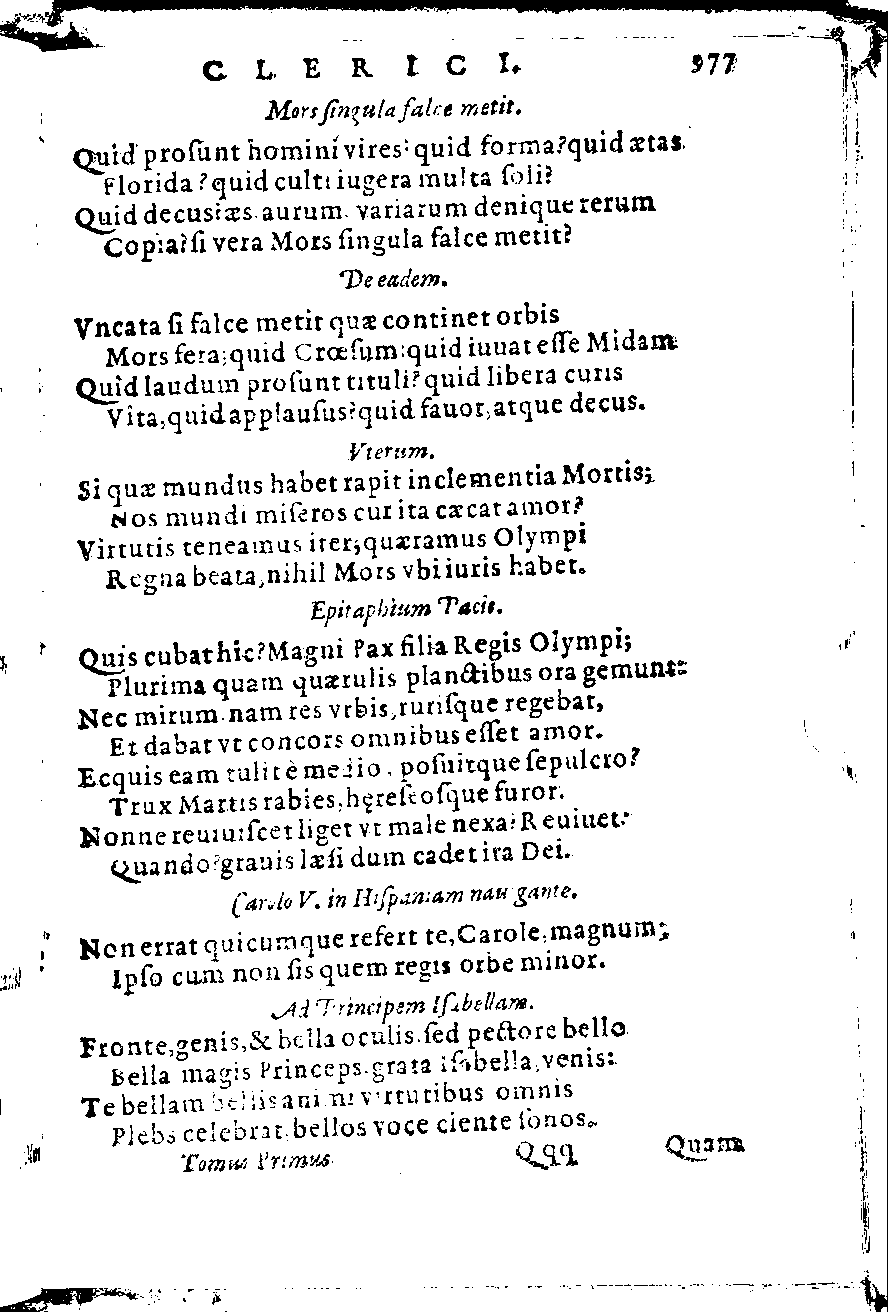 CLERICI. 977
Mors ſingula falce metit.
Quid proſunt homini vires? quid forma? quid ætas
Florida? quid culti iugera multa ſoli?
Quid decus: æs. aurum. variarum denique rerum
Copia? ſi vera Mors ſingula falce metit?
De eadem.
Vncata ſi falce metit quæ continet orbis
Mors fera; quid Crœſum: quid iuuat eſſe Midam
Quid laudum proſunt tituli? quid libera curis
Vita, quid applauſus? quid fauor, atque decus.
Vterum.
Si quæ mundus habet rapit inclementia Mortis;
Nos mundi miſeros cur ita cæcat amor?
Virtutis teneamus iter; quæramus Olympi
Regna beata, nihil Mors vbi iuris habet.
Epitaphium Pacis.
Quis cubat hic? Magni Pax filia Regis Olympi;
Plurima quam quærulis planctibus ora gemunt:
Nec mirum. nam res vrbis, ruriſque regebat,
Et dabat vt concors omnibus eſſet amor.
Ecquis eam tulit è medio, poſuitque ſepulcro?
Trux Martis rabies, hęreſeoſque furor.
Nonne reuiuiſcet liget vt male nexa? Reuiuet:
Quando? grauis læſi dum cadet ira Dei.
Carolo V. in Hiſpaniam nauigante.
Non errat quicumque refert te, Carole, magnum;
Ipſo cum non ſis quem regis orbe minor.
Ad Principem Iſabellam.
Fronte, genis, & bella oculis. ſed pectore bello
Bella magis Princeps. grata iſabella, venis:
Te bellam bellis animi virtutibus omnis
Plebs celebrat, bellos voce ciente ſonos.
Tomus Primus. Qqq Quam